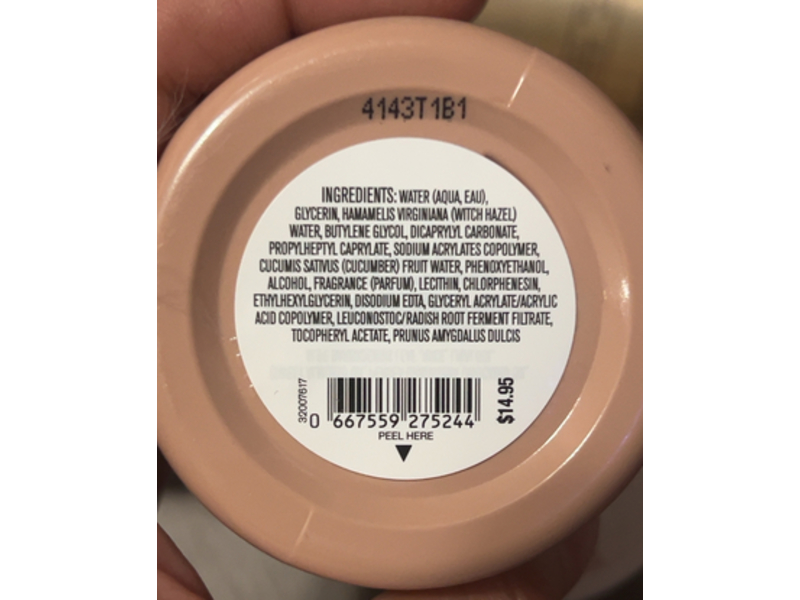 4143T1B1
INGREDIENTS: WATER (AQUA, EAU),
GLYCERIN, HAMAMELIS VIRGINIANA (WITCH HAZEL)
WATER, BUTYLENE GLYCOL, DICAPRYLYL CARBONATE,
PROPYLHEPTYL CAPRYLATE, SODIUM ACRYLATES COPOLYMER,
CUCUMIS SATIVUS (CUCUMBER) FRUIT WATER, PHENOXYETHANOL,
ALCOHOL, FRAGRANCE (PARFUM), LECITHIN, CHLORPHENESIN,
ETHYLHEXYLGLYCERIN, DISODIUM EDTA, GLYCERYL ACRYLATE/ACRYLIC
ACID COPOLYMER, LEUCONOSTOC/RADISH ROOT FERMENT FILTRATE,
TOCOPHERYL ACETATE, PRUNUS AMYGDALUS DULCIS
32007617
0 667559 275244
$14.95
PEEL HERE